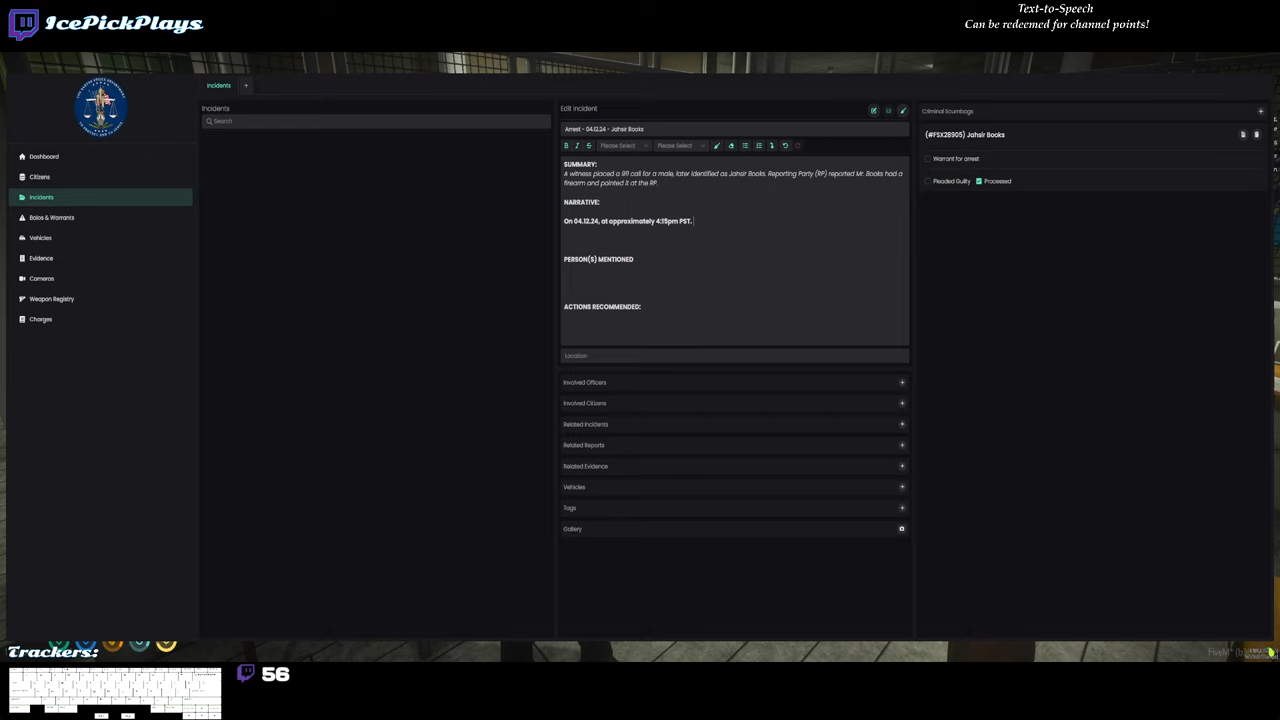 IcePickPlays
Text-to-Speech
Can be redeemed for channel points!
Incidents +
Dashboard
Citizens
Incidents
Bolos & Warrants
Vehicles
Evidence
Cameras
Weapon Registry
Charges
Incidents
Search
Edit Incident
Arrest - 04.12.24 - Jahsir Books
B I S Please Select Please Select
SUMMARY:
A witness placed a 911 call for a male, later identified as Jahsir Books. Reporting Party (RP) reported Mr. Books had a
firearm and pointed it at the RP.
NARRATIVE:
On 04.12.24, at approximately 4:15pm PST.
PERSON(S) MENTIONED
ACTIONS RECOMMENDED:
Location
Involved Officers +
Involved Citizens +
Related Incidents +
Related Reports +
Related Evidence +
Vehicles +
Tags +
Gallery
Criminal Scumbags +
(#FSX28905) Jahsir Books
Warrant for arrest
Pleaded Guilty Processed
Trackers:
56